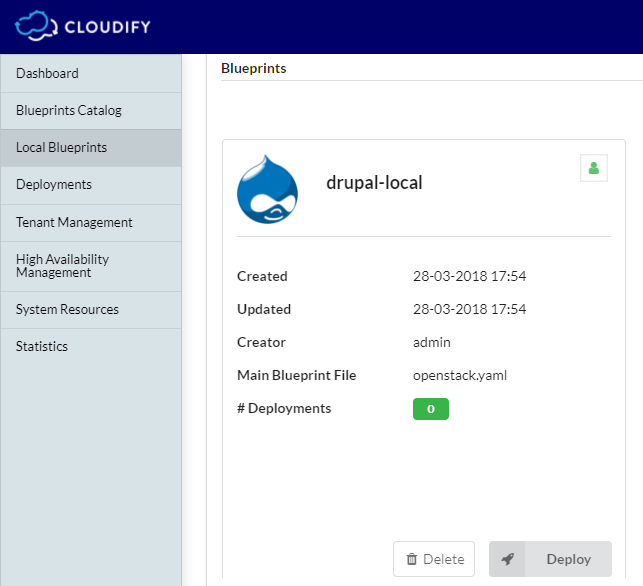 CLOUDIFY
Dashboard
Blueprints Catalog
Local Blueprints
Deployments
Tenant Management
High Availability
Management
System Resources
Statistics
Blueprints
drupal-local
Created 28-03-2018 17:54
Updated 28-03-2018 17:54
Creator admin
Main Blueprint File openstack.yaml
# Deployments 0
Delete Deploy